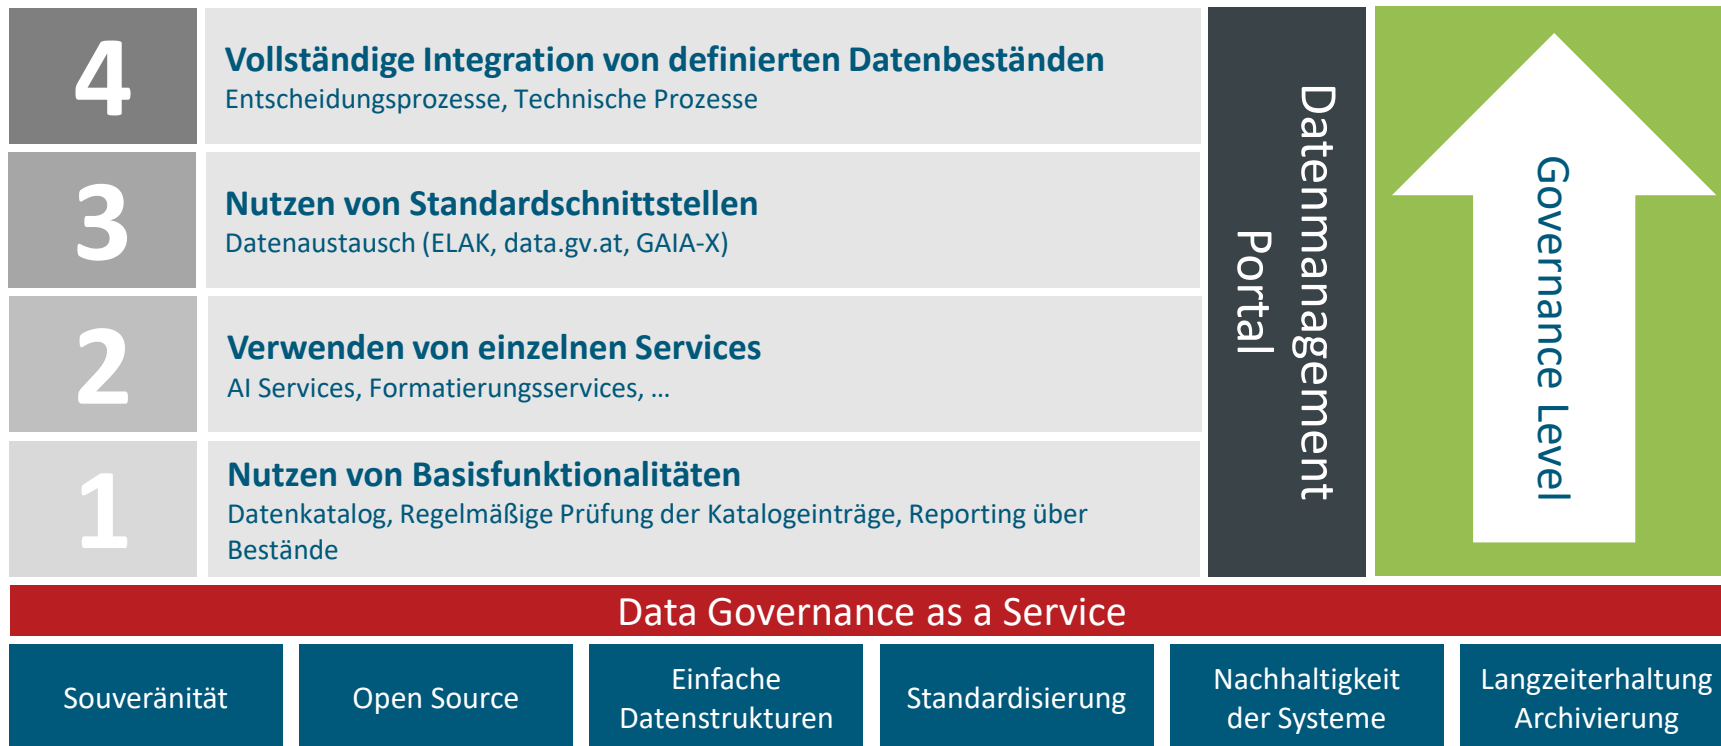 4
Vollständige Integration von definierten Datenbeständen
Entscheidungsprozesse, Technische Prozesse
3
Nutzen von Standardschnittstellen
Datenaustausch (ELAK, data.gv.at, GAIA-X)
2
Verwenden von einzelnen Services
AI Services, Formatierungsservices, ...
1
Nutzen von Basisfunktionalitäten
Datenkatalog, Regelmäßige Prüfung der Katalogeinträge, Reporting über
Bestände
Datenmanagement
Portal
Governance Level
Data Governance as a Service
Souveränität
Open Source
Einfache
Datenstrukturen
Standardisierung
Nachhaltigkeit
der Systeme
Langzeiterhaltung
Archivierung